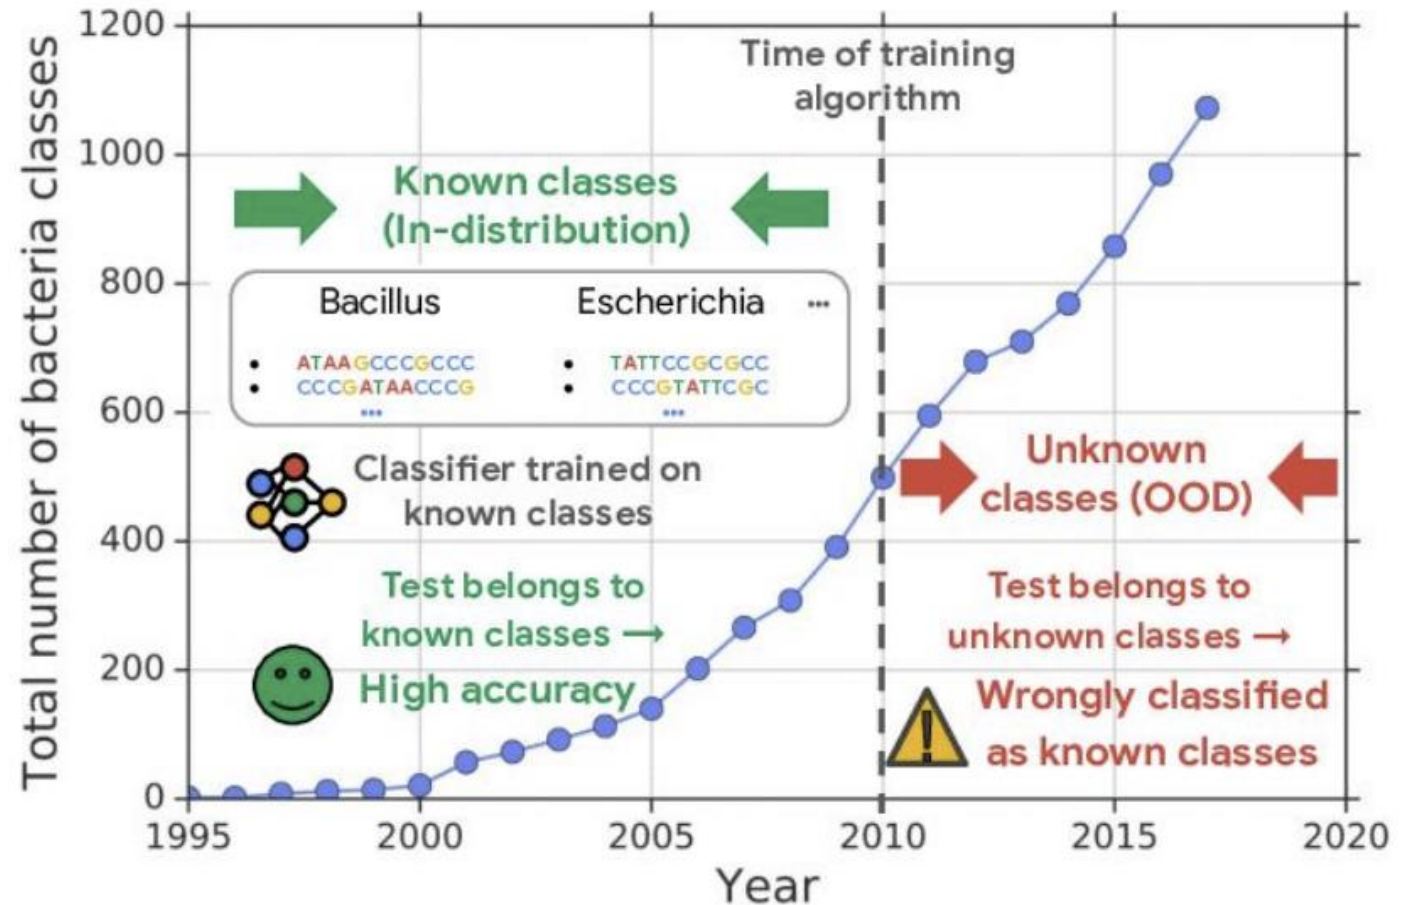 Total number of bacteria classes
1200
1000
800
600
400
200
0
Time of training
algorithm
Known classes
(In-distribution)
Bacillus
Escherichia
...
• ATAAGCCCGCCC
• CCCGATAACCCG
...
• TATTCCGCGCC
• CCCGTATTCGC
...
Classifier trained on
known classes
Test belongs to
known classes →
High accuracy
Unknown
classes (OOD)
Test belongs to
unknown classes →
!
Wrongly classified
as known classes
1995
2000
2005
2010
2015
2020
Year